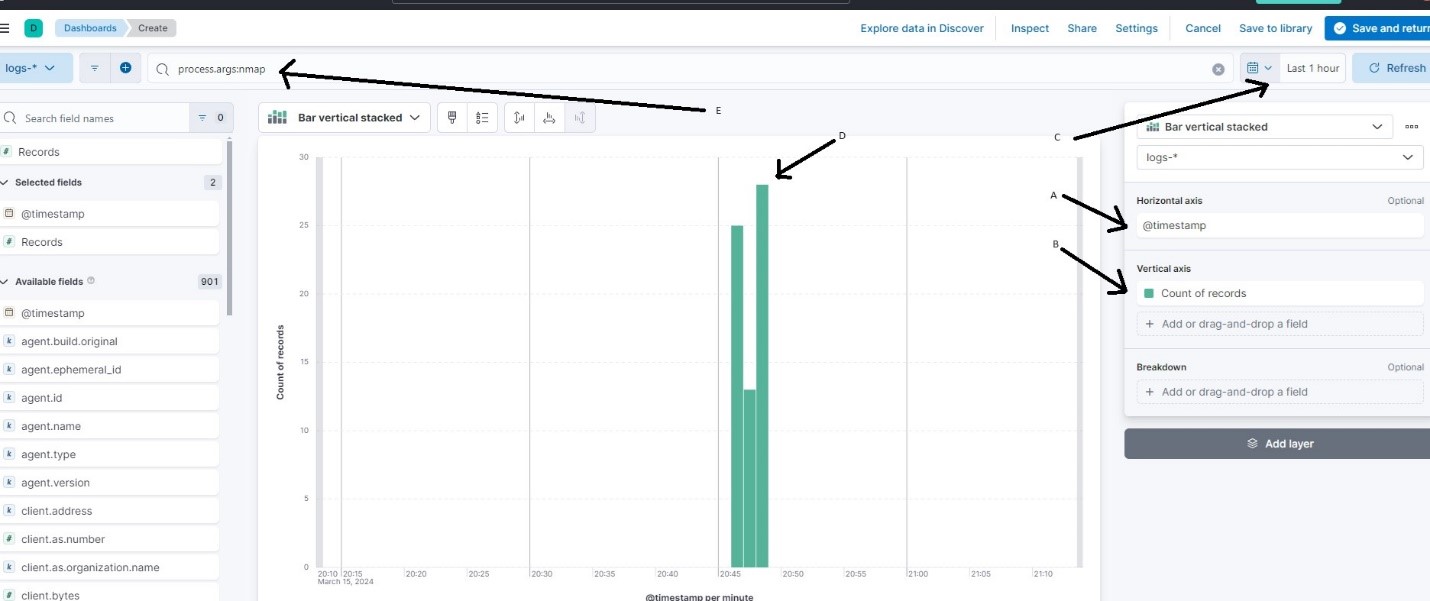 D Dashboards Create Explore data in Discover Inspect Share Settings Cancel Save to library Save and return
logs-* process.args:nmap Last 1 hour Refresh
E
C
D
A
B
Search field names 0
Records
Selected fields 2
@timestamp
Records
Available fields 901
@timestamp
agent.build.original
agent.ephemeral_id
agent.id
agent.name
agent.type
agent.version
client.address
client.as.number
client.as.organization.name
client.bytes
Bar vertical stacked
Count of records
30
25
20
15
10
5
0
20:10 20:15 20:20 20:25 20:30 20:35 20:40 20:45 20:50 20:55 21:00 21:05 21:10
March 15, 2024
@timestamp per minute
Bar vertical stacked
logs-*
Horizontal axis Optional
@timestamp
Vertical axis
Count of records
+ Add or drag-and-drop a field
Breakdown Optional
+ Add or drag-and-drop a field
Add layer